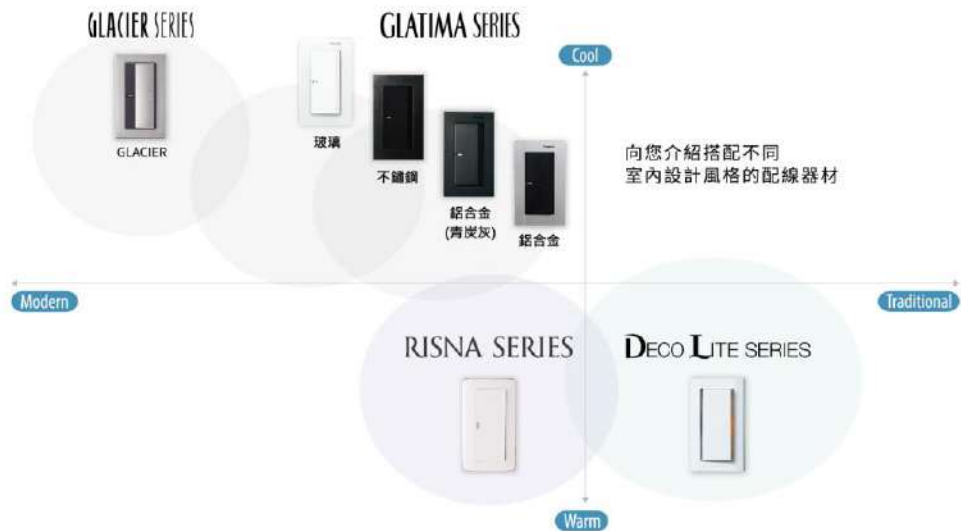 GLACIER SERIES
GLATIMA SERIES
Cool
GLACIER
玻璃
不鏽鋼
鋁合金
(青炭灰)
鋁合金
向您介紹搭配不同
室內設計風格的配線器材
Modern
Traditional
RISNA SERIES
DECO LITE SERIES
Warm